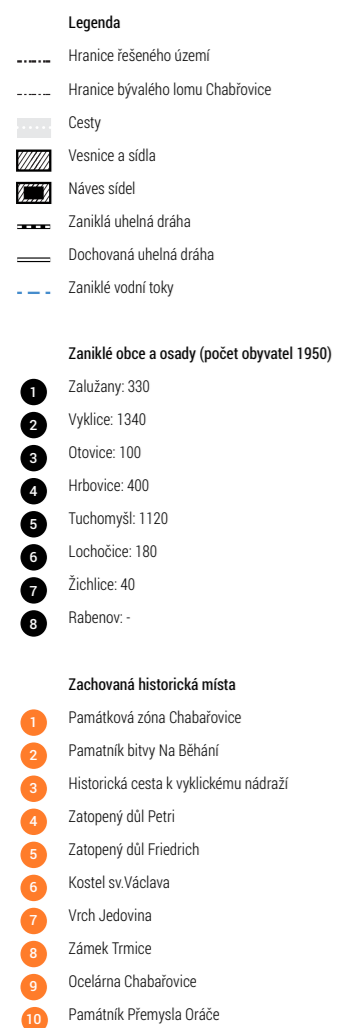 Legenda
Hranice řešeného území
Hranice bývalého lomu Chabřovice
Cesty
Vesnice a sídla
Náves sídel
Zaniklá uhelná dráha
Dochovaná uhelná dráha
Zaniklé vodní toky
Zaniklé obce a osady (počet obyvatel 1950)
1 Zalužany: 330
2 Vyklice: 1340
3 Otovice: 100
4 Hrbovice: 400
5 Tuchomyšl: 1120
6 Lochočice: 180
7 Žichlice: 40
8 Rabenov: -
Zachovaná historická místa
1 Památková zóna Chabařovice
2 Pamatník bitvy Na Běhání
3 Historická cesta k vyklickému nádraží
4 Zatopený důl Petri
5 Zatopený důl Friedrich
6 Kostel sv.Václava
7 Vrch Jedovina
8 Zámek Trmice
9 Ocelárna Chabařovice
10 Památník Přemysla Oráče